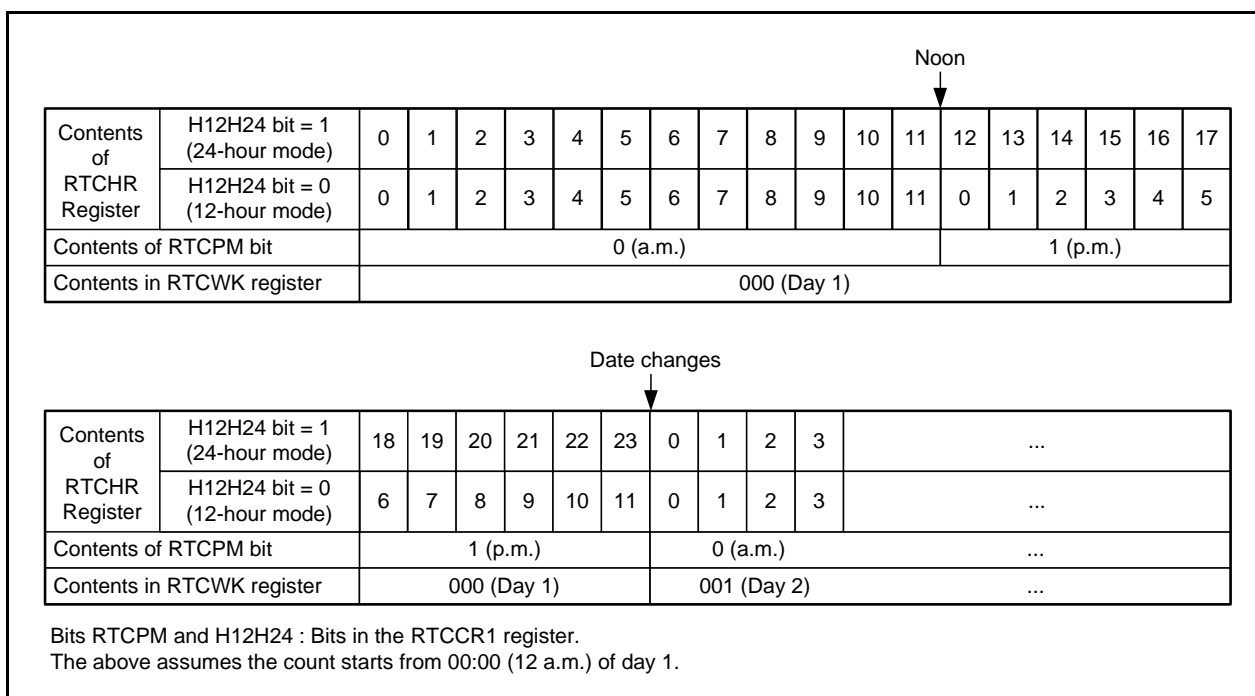 Noon
Contents of RTCHR Register
H12H24 bit = 1 (24-hour mode) 0 1 2 3 4 5 6 7 8 9 10 11 12 13 14 15 16 17
H12H24 bit = 0 (12-hour mode) 0 1 2 3 4 5 6 7 8 9 10 11 0 1 2 3 4 5
Contents of RTCPM bit 0 (a.m.) 1 (p.m.)
Contents in RTCWK register 000 (Day 1)
Date changes
Contents of RTCHR Register
H12H24 bit = 1 (24-hour mode) 18 19 20 21 22 23 0 1 2 3 ...
H12H24 bit = 0 (12-hour mode) 6 7 8 9 10 11 0 1 2 3 ...
Contents of RTCPM bit 1 (p.m.) 0 (a.m.) ...
Contents in RTCWK register 000 (Day 1) 001 (Day 2) ...
Bits RTCPM and H12H24 : Bits in the RTCCR1 register.
The above assumes the count starts from 00:00 (12 a.m.) of day 1.